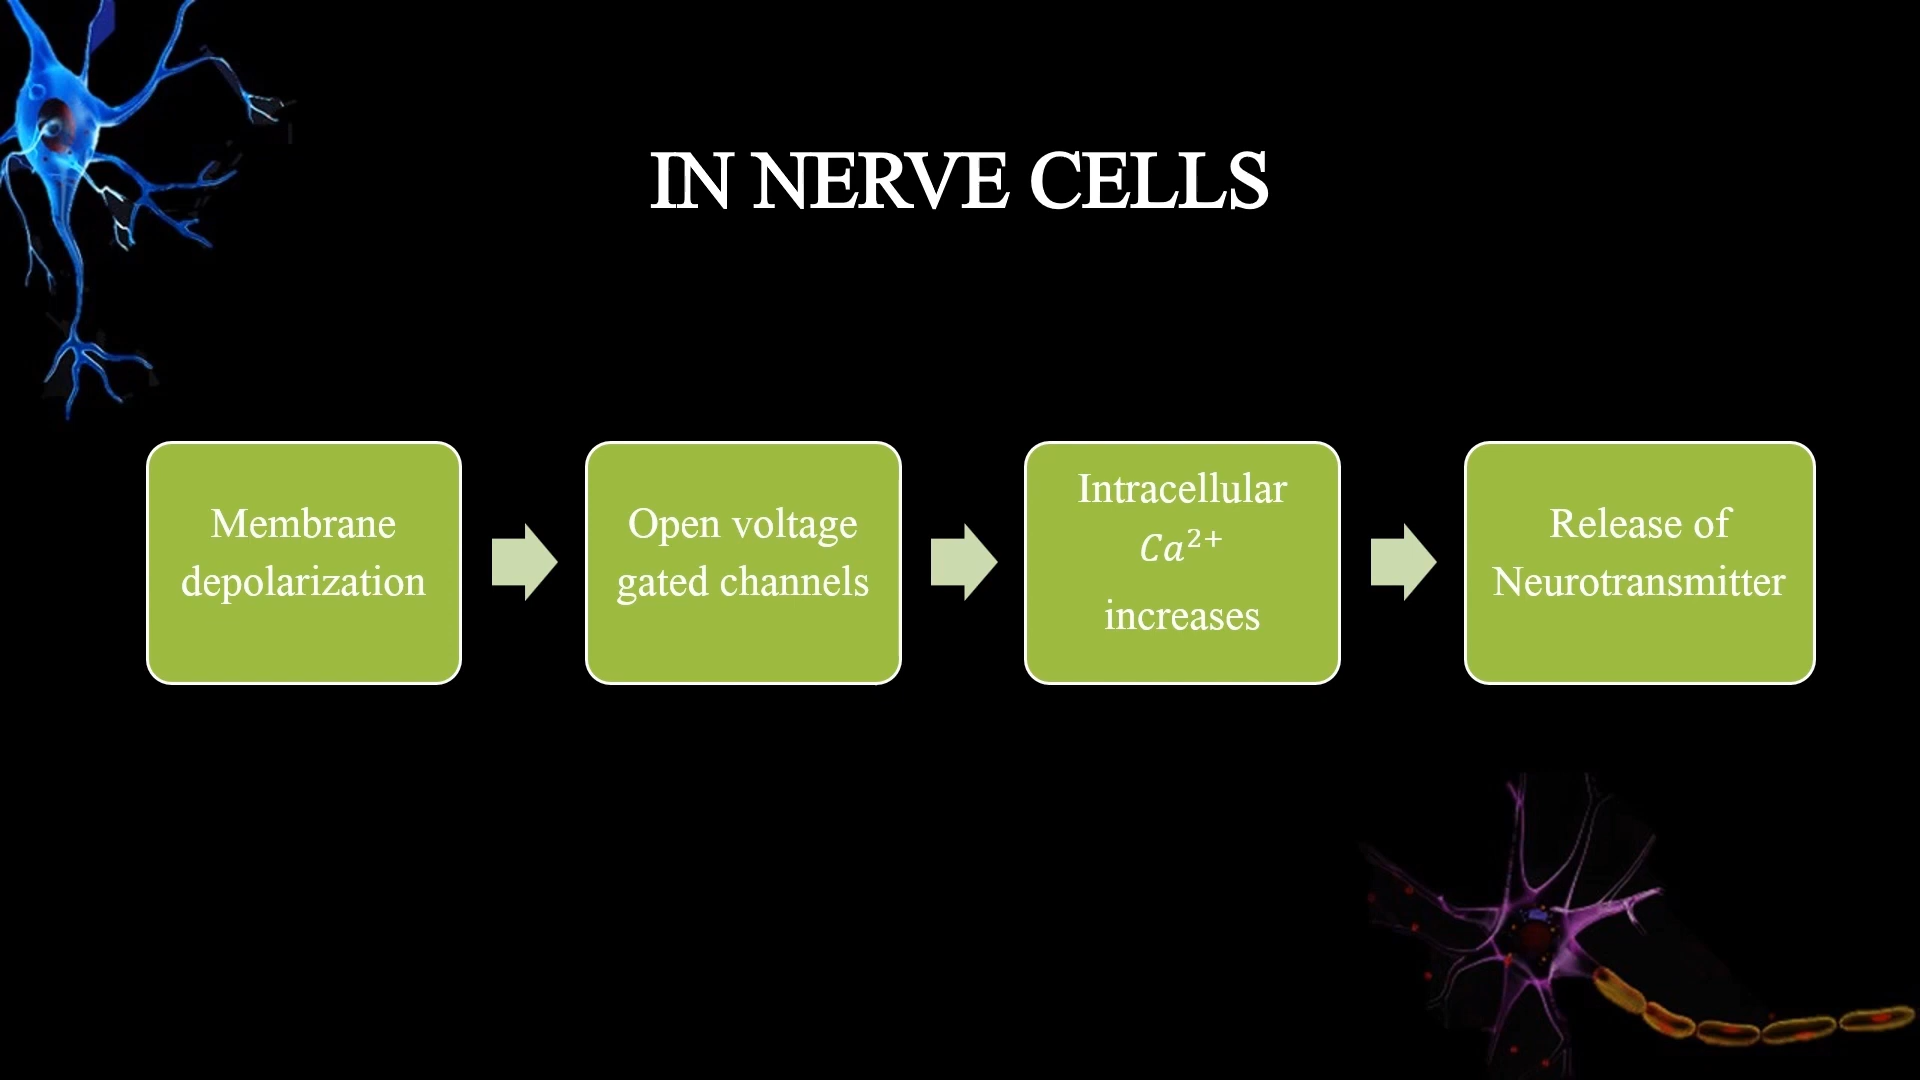 IN NERVE CELLS
Membrane
depolarization
Open voltage
gated channels
Intracellular
Ca²⁺
increases
Release of
Neurotransmitter